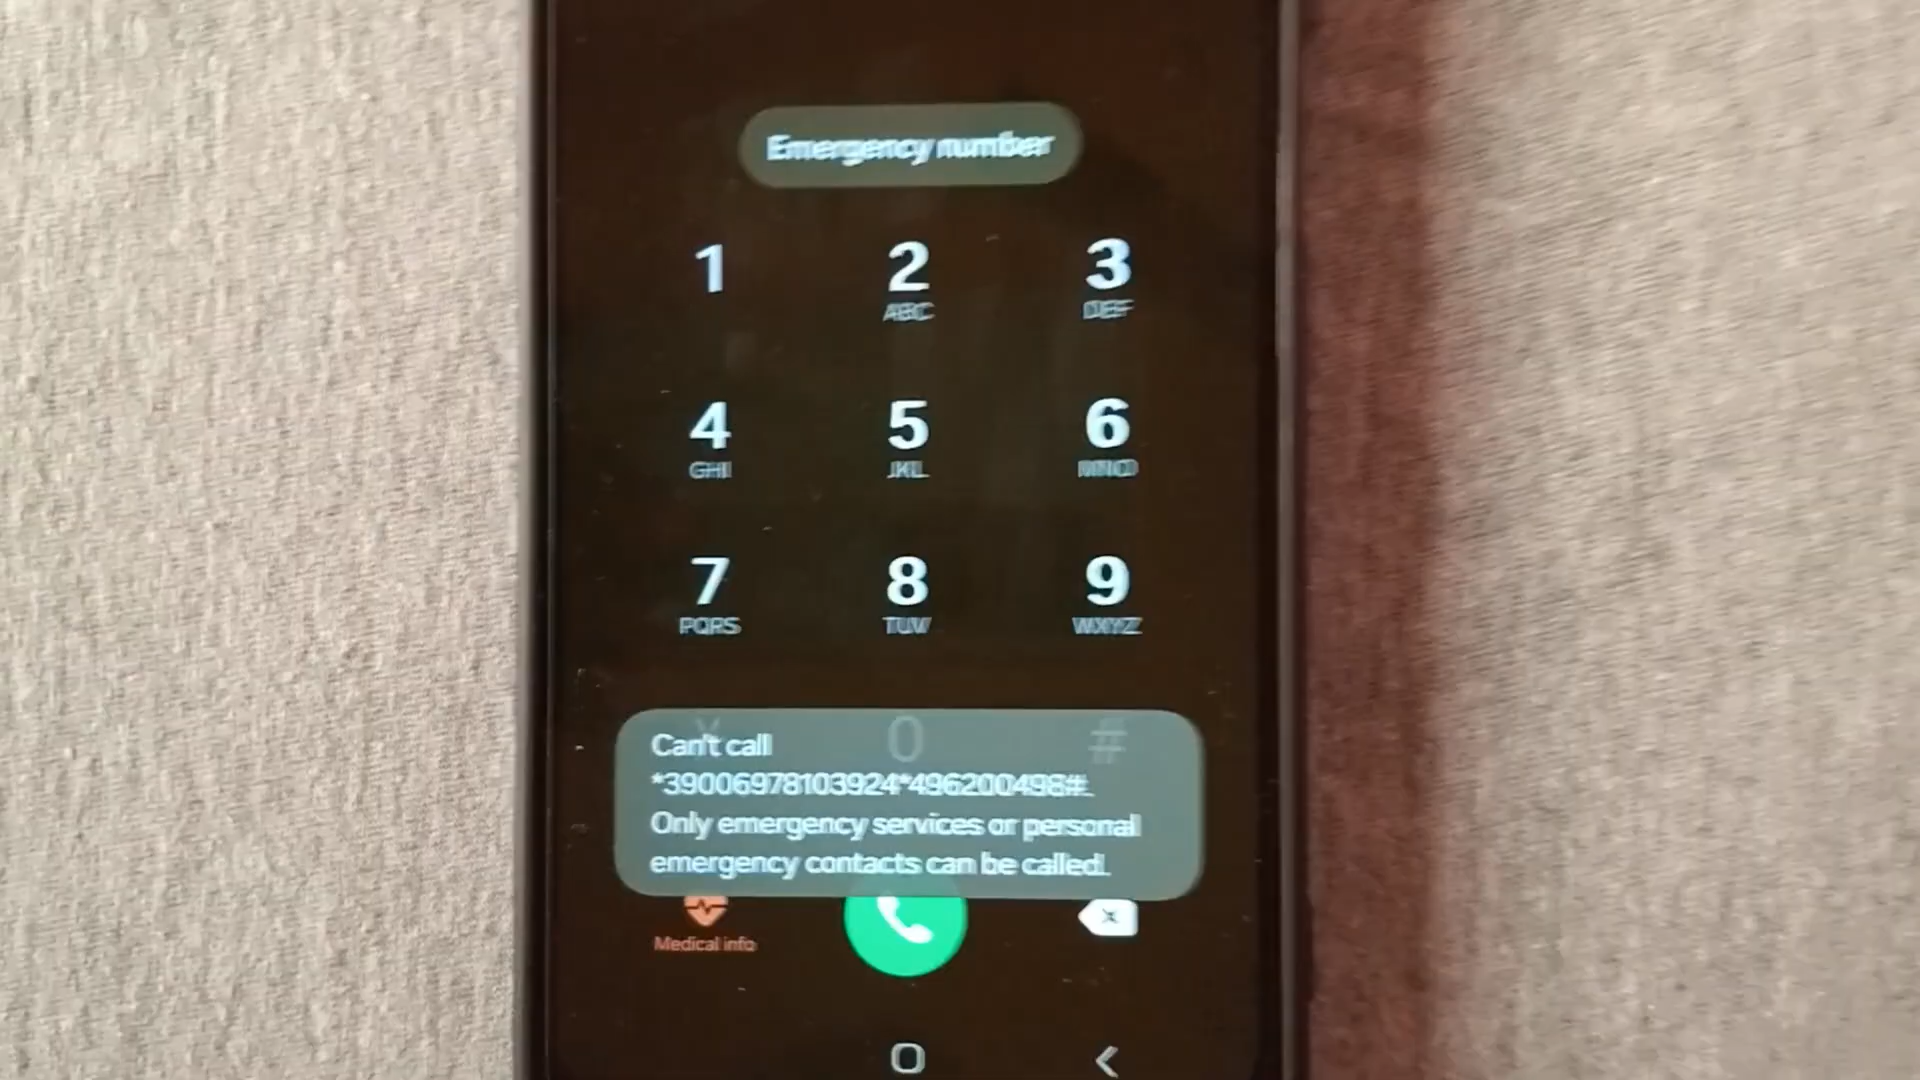 Emergency number
1 2 3
ABC DEF
4 5 6
GHI JKL MNO
7 8 9
PQRS TUV WXYZ
* 0 #
Can't call
*39006978103924*496200498#.
Only emergency services or personal
emergency contacts can be called.
Medical info